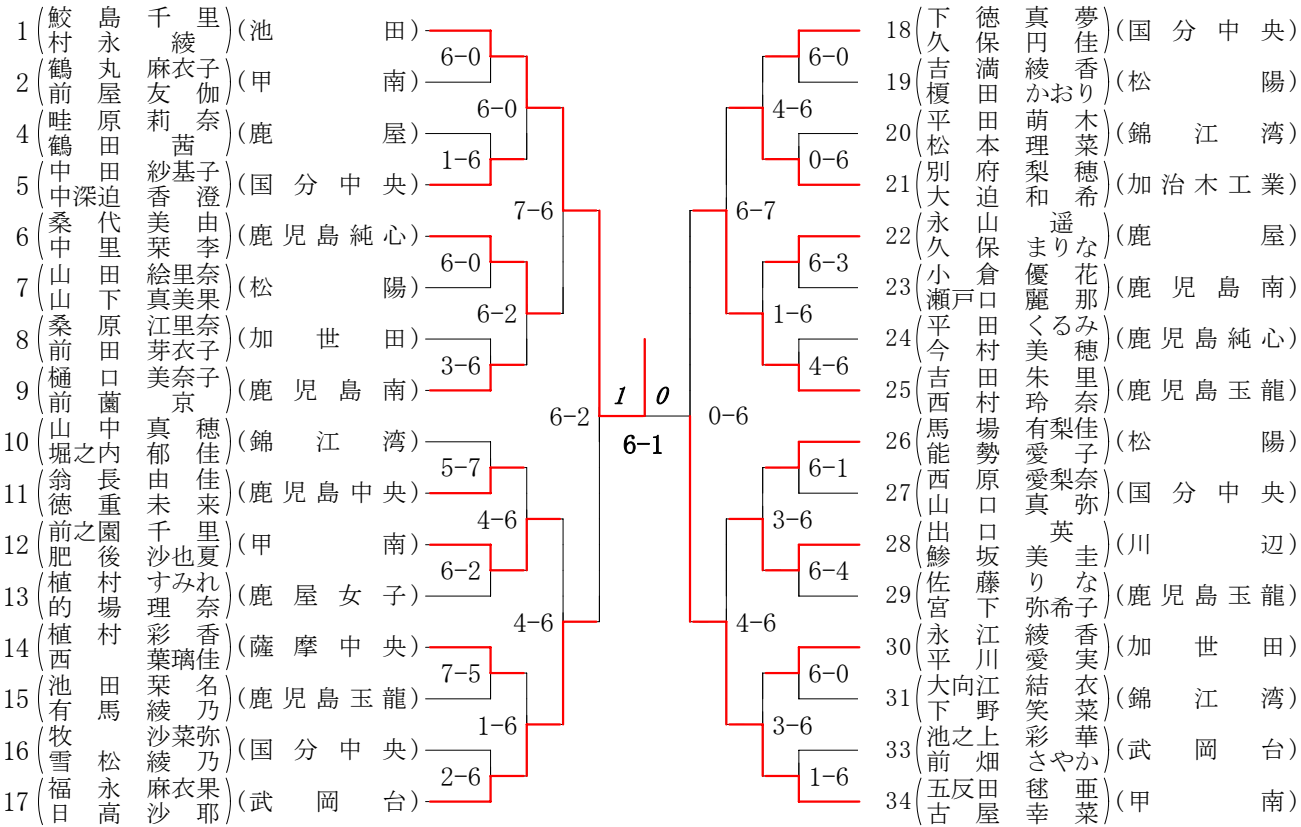 1 鮫島千里 (池田)
村永綾
6-0
2 鶴丸麻衣子 (甲南)
前屋友伽
6-0
4 畦原莉奈 (鹿屋)
鶴田茜
1-6
5 中田紗基子 (国分中央)
中深迫香澄
7-6
6 桑代美由 (鹿児島純心)
中里栞李
6-0
7 山田絵里奈 (松陽)
山下真美果
6-2
8 桑原江里奈 (加世田)
前田芽衣子
3-6
9 樋口美奈子 (鹿児島南)
前薗京
6-2
10 山中真穂 (錦江湾)
堀之内郁佳
5-7
11 翁長由佳 (鹿児島中央)
徳重未来
4-6
12 前之園千里 (甲南)
肥後沙也夏
6-2
13 植村すみれ (鹿屋女子)
的場理奈
4-6
14 植村彩香 (薩摩中央)
西葉璃佳
7-5
15 池田栞名 (鹿児島玉龍)
有馬綾乃
1-6
16 牧沙菜弥 (国分中央)
雪松綾乃
2-6
17 福永麻衣果 (武岡台)
日高沙耶
1 0
6-1
18 下徳真夢 (国分中央)
久保円佳
6-0
19 吉満綾香 (松陽)
榎田かおり
4-6
20 平田萌木 (錦江湾)
松本理菜
0-6
21 別府梨穂 (加治木工業)
大迫和希
6-7
22 永山遥 (鹿屋)
久保まりな
6-3
23 小倉優花 (鹿児島南)
瀬戸口麗那
1-6
24 平田くるみ (鹿児島純心)
今村美穂
4-6
25 吉田朱里 (鹿児島玉龍)
西村玲奈
0-6
26 馬場有梨佳 (松陽)
能勢愛子
6-1
27 西原愛梨奈 (国分中央)
山口真弥
3-6
28 出口英 (川辺)
鯵坂美圭
6-4
29 佐藤りな (鹿児島玉龍)
宮下弥希子
4-6
30 永江綾香 (加世田)
平川愛実
6-0
31 大向江結衣 (錦江湾)
下野笑菜
3-6
33 池之上彩華 (武岡台)
前畑さやか
1-6
34 五反田毬亜 (甲南)
古屋幸菜